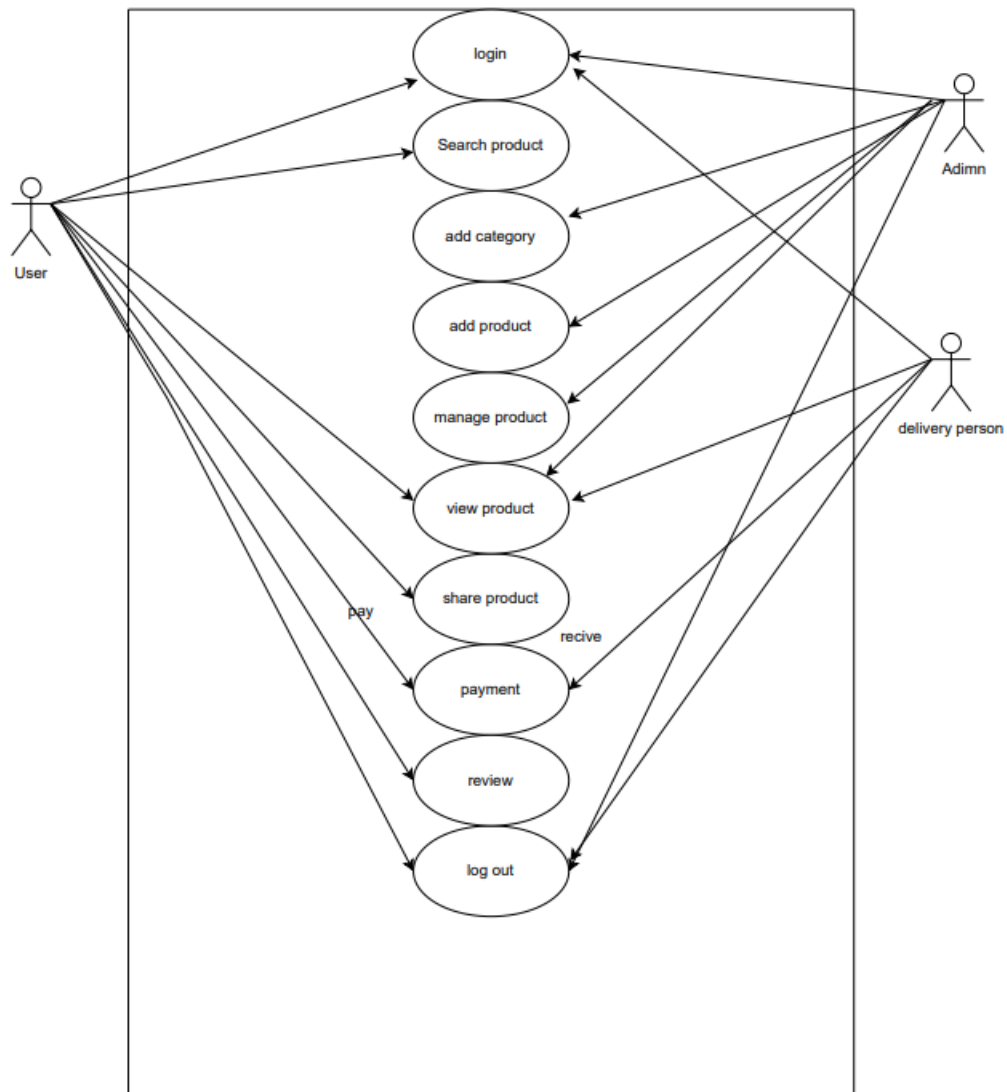 login
Search product
Adimn
add category
User
add product
manage product
delivery person
view product
share product
pay
recive
payment
review
log out